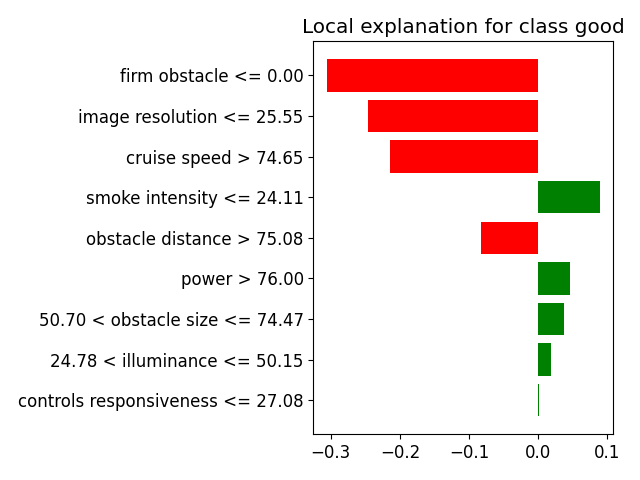 Local explanation for class good
firm obstacle <= 0.00
image resolution <= 25.55
cruise speed > 74.65
smoke intensity <= 24.11
obstacle distance > 75.08
power > 76.00
50.70 < obstacle size <= 74.47
24.78 < illuminance <= 50.15
controls responsiveness <= 27.08
−0.3 −0.2 −0.1 0.0 0.1